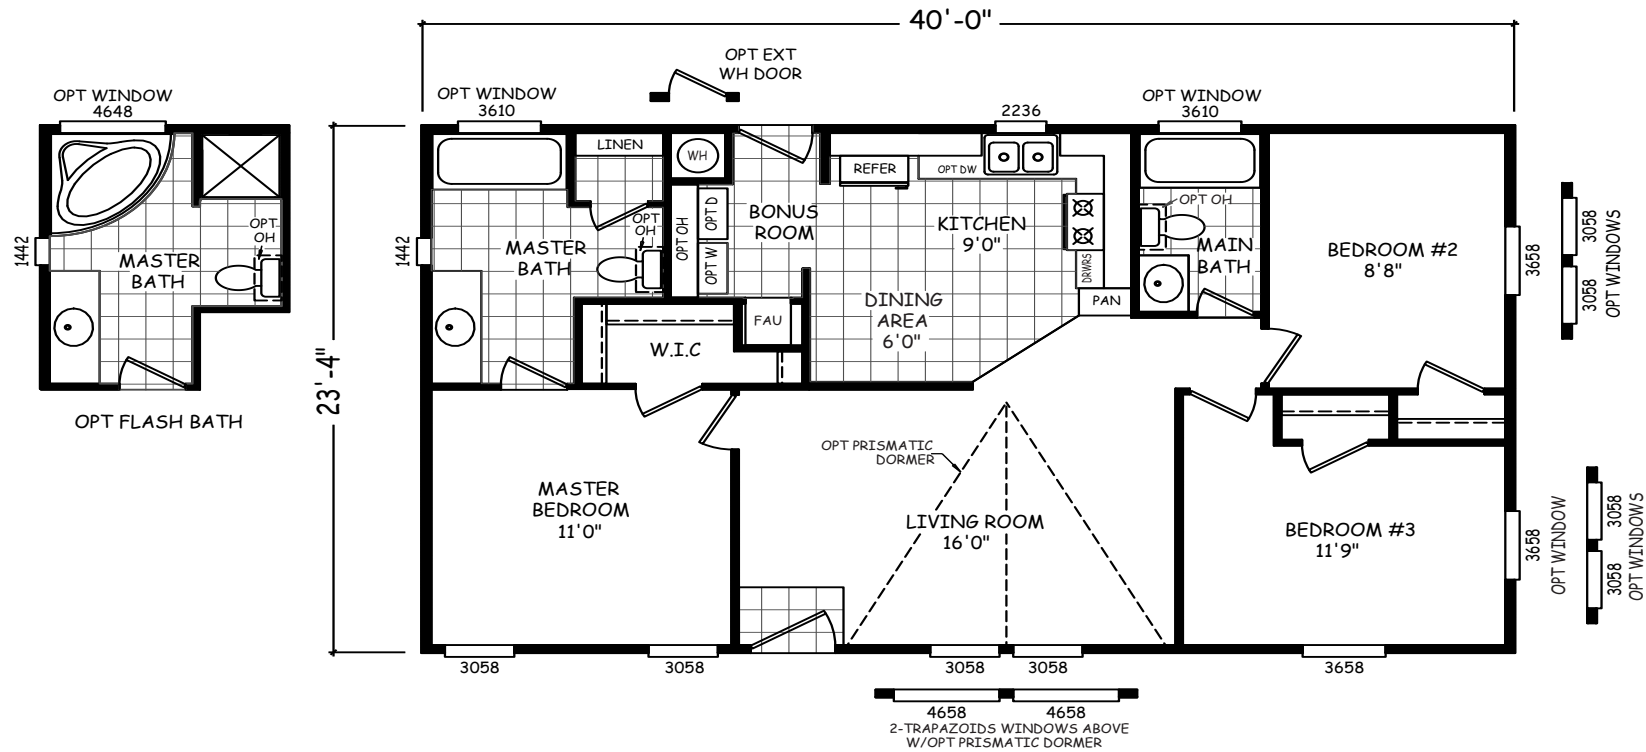 40'-0"
OPT EXT
WH DOOR
OPT WINDOW
4648
OPT WINDOW
3610
2236
OPT WINDOW
3610
LINEN
WH
REFER
OPT DW
OPT OH
OPT
OH
OPT
OH
OPT OH
OPT D
OPT W
BONUS
ROOM
KITCHEN
9'0"
DRWRS
PAN
MAIN
BATH
BEDROOM #2
8'8"
3658
3058
3058
OPT WINDOWS
1442
MASTER
BATH
1442
MASTER
BATH
DINING
AREA
6'0"
FAU
W.I.C
23'-4"
OPT FLASH BATH
OPT PRISMATIC
DORMER
MASTER
BEDROOM
11'0"
LIVING ROOM
16'0"
BEDROOM #3
11'9"
3658
OPT WINDOW
3058
3058
OPT WINDOWS
3058
3058
3058
3058
3658
4658
4658
2-TRAPAZOIDS WINDOWS ABOVE
W/OPT PRISMATIC DORMER